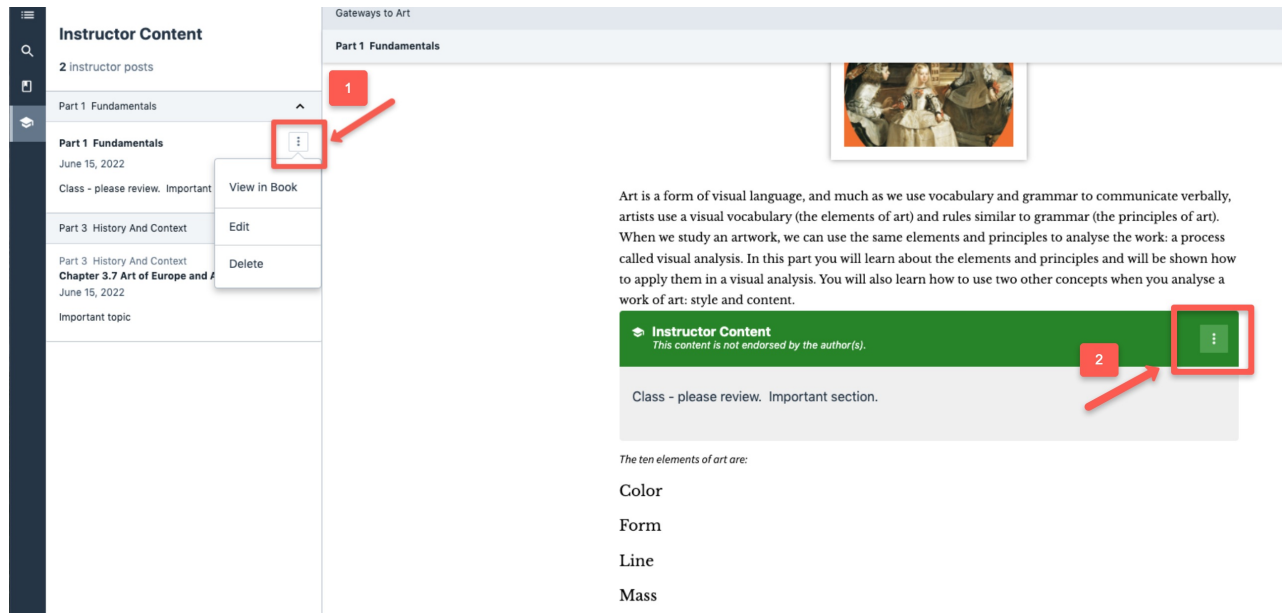 Instructor Content
2 instructor posts
Part 1 Fundamentals
Part 1 Fundamentals
June 15, 2022
Class - please review. Important
View in Book
Edit
Delete
Part 3 History And Context
Part 3 History And Context
Chapter 3.7 Art of Europe and
June 15, 2022
Important topic
1
Gateways to Art
Part 1 Fundamentals
Art is a form of visual language, and much as we use vocabulary and grammar to communicate verbally,
artists use a visual vocabulary (the elements of art) and rules similar to grammar (the principles of art).
When we study an artwork, we can use the same elements and principles to analyse the work: a process
called visual analysis. In this part you will learn about the elements and principles and will be shown how
to apply them in a visual analysis. You will also learn how to use two other concepts when you analyse a
work of art: style and content.
Instructor Content
This content is not endorsed by the author(s).
2
Class - please review. Important section.
The ten elements of art are:
Color
Form
Line
Mass